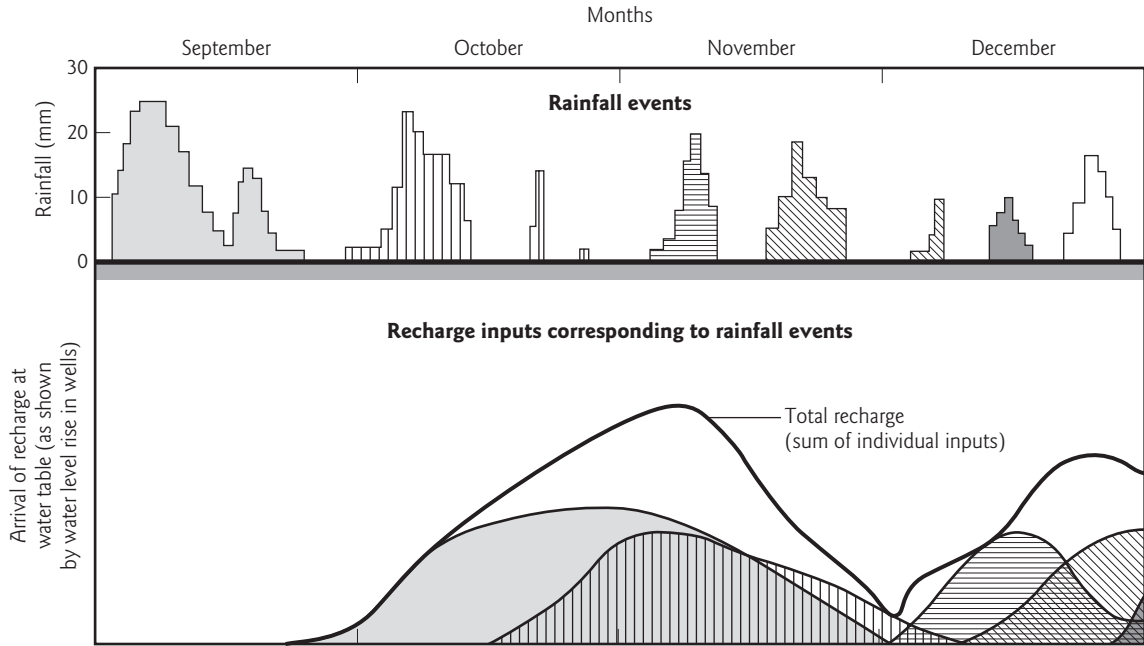 Months
September October November December
Rainfall (mm)
30
20
10
0
Rainfall events
Recharge inputs corresponding to rainfall events
Arrival of recharge at
water table (as shown
by water level rise in wells)
Total recharge
(sum of individual inputs)